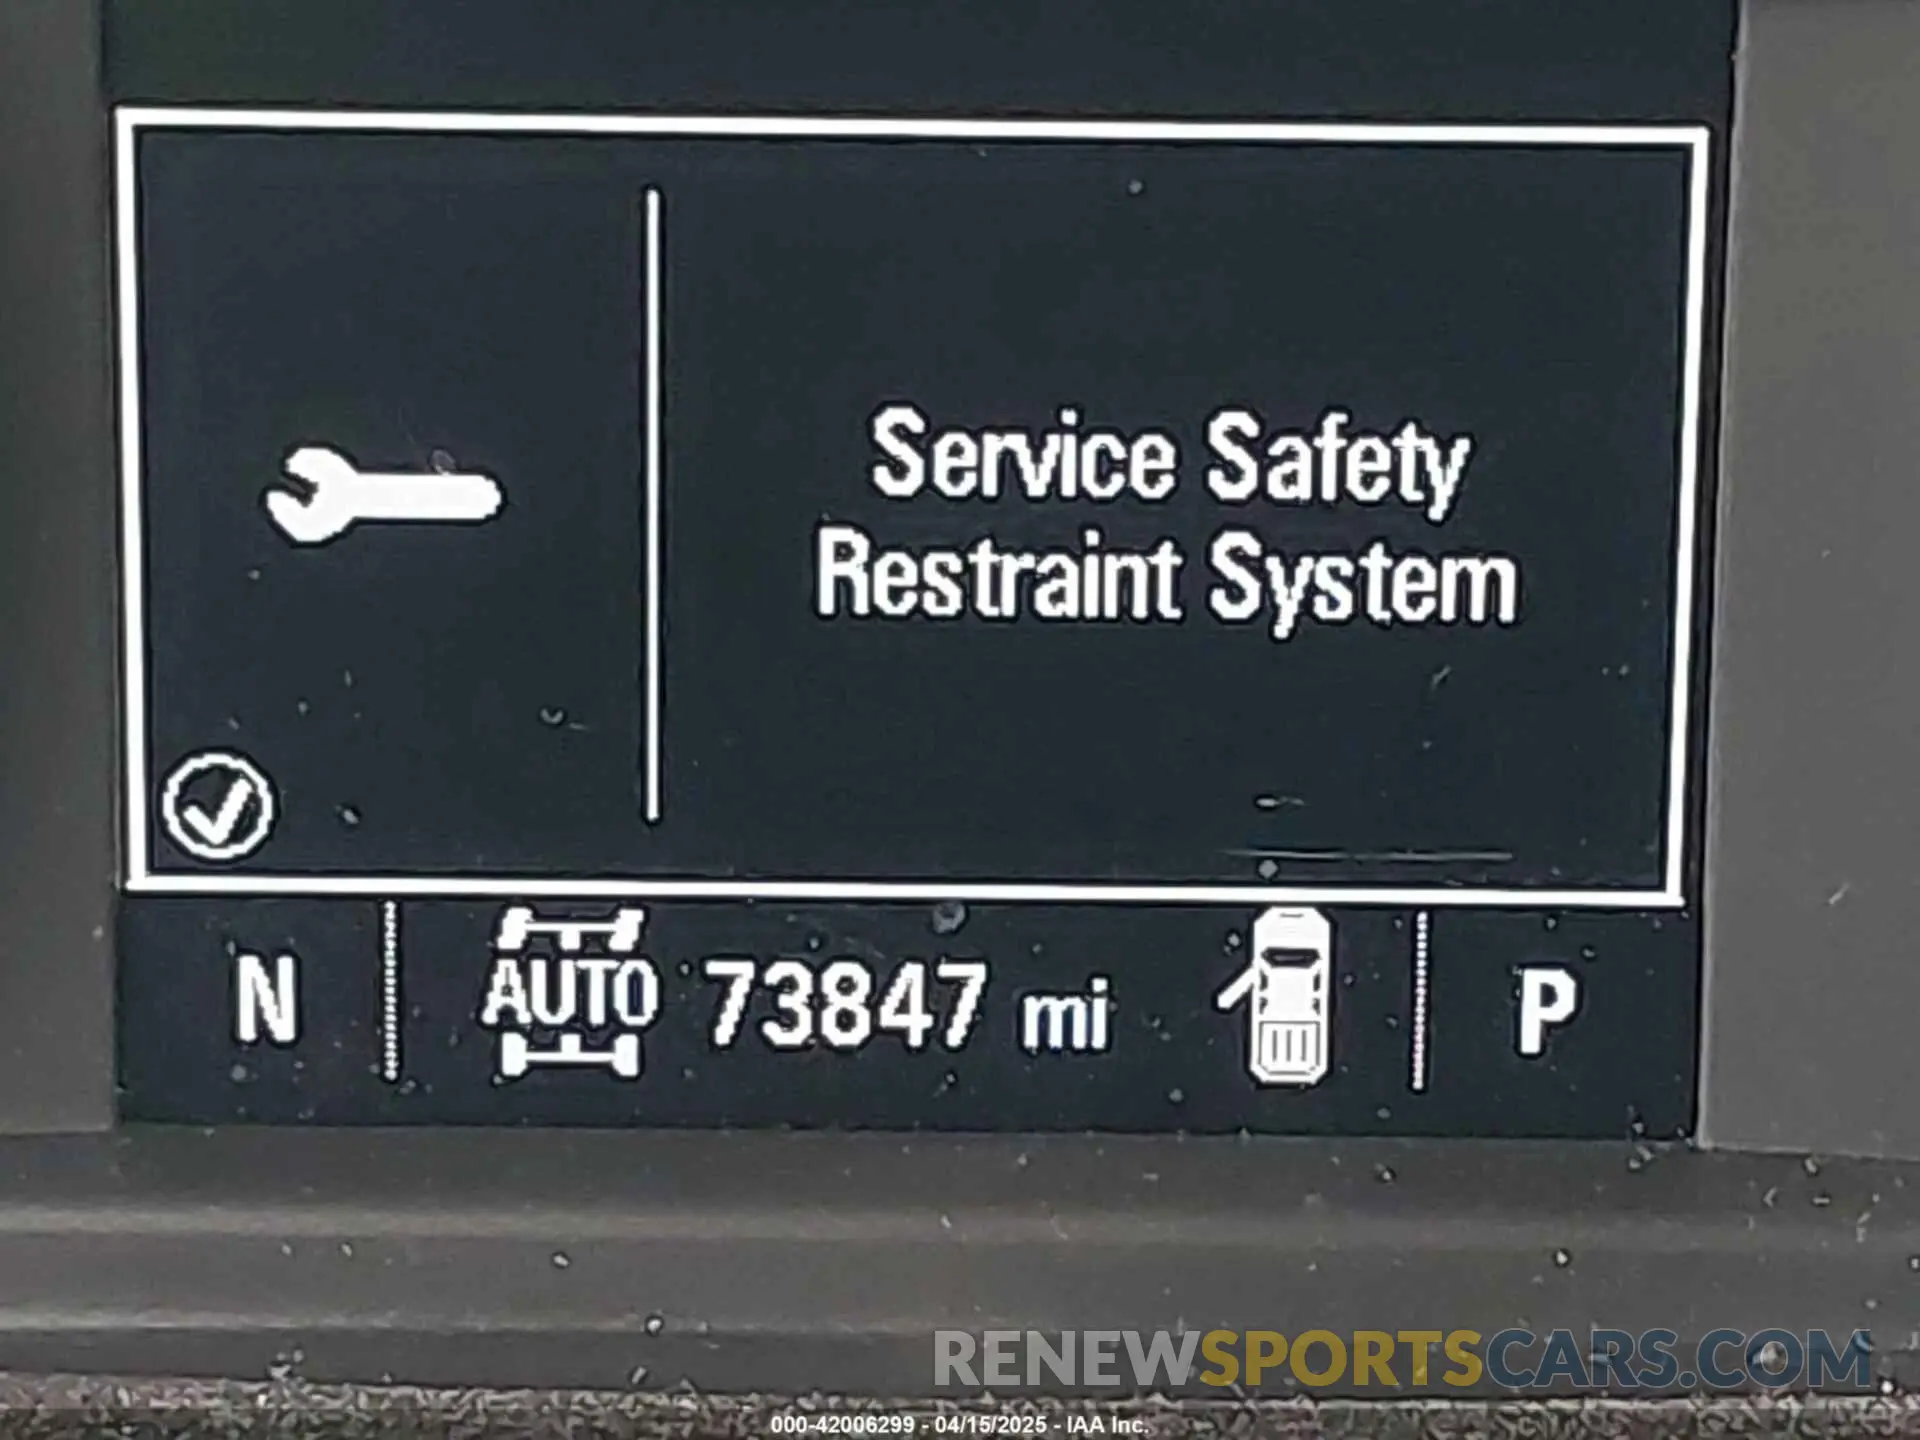 Service Safety
Restraint System
N AUTO 73847 mi P
RENEWSPORTSCARS.COM
000-42006299 - 04/15/2025 - IAA Inc.